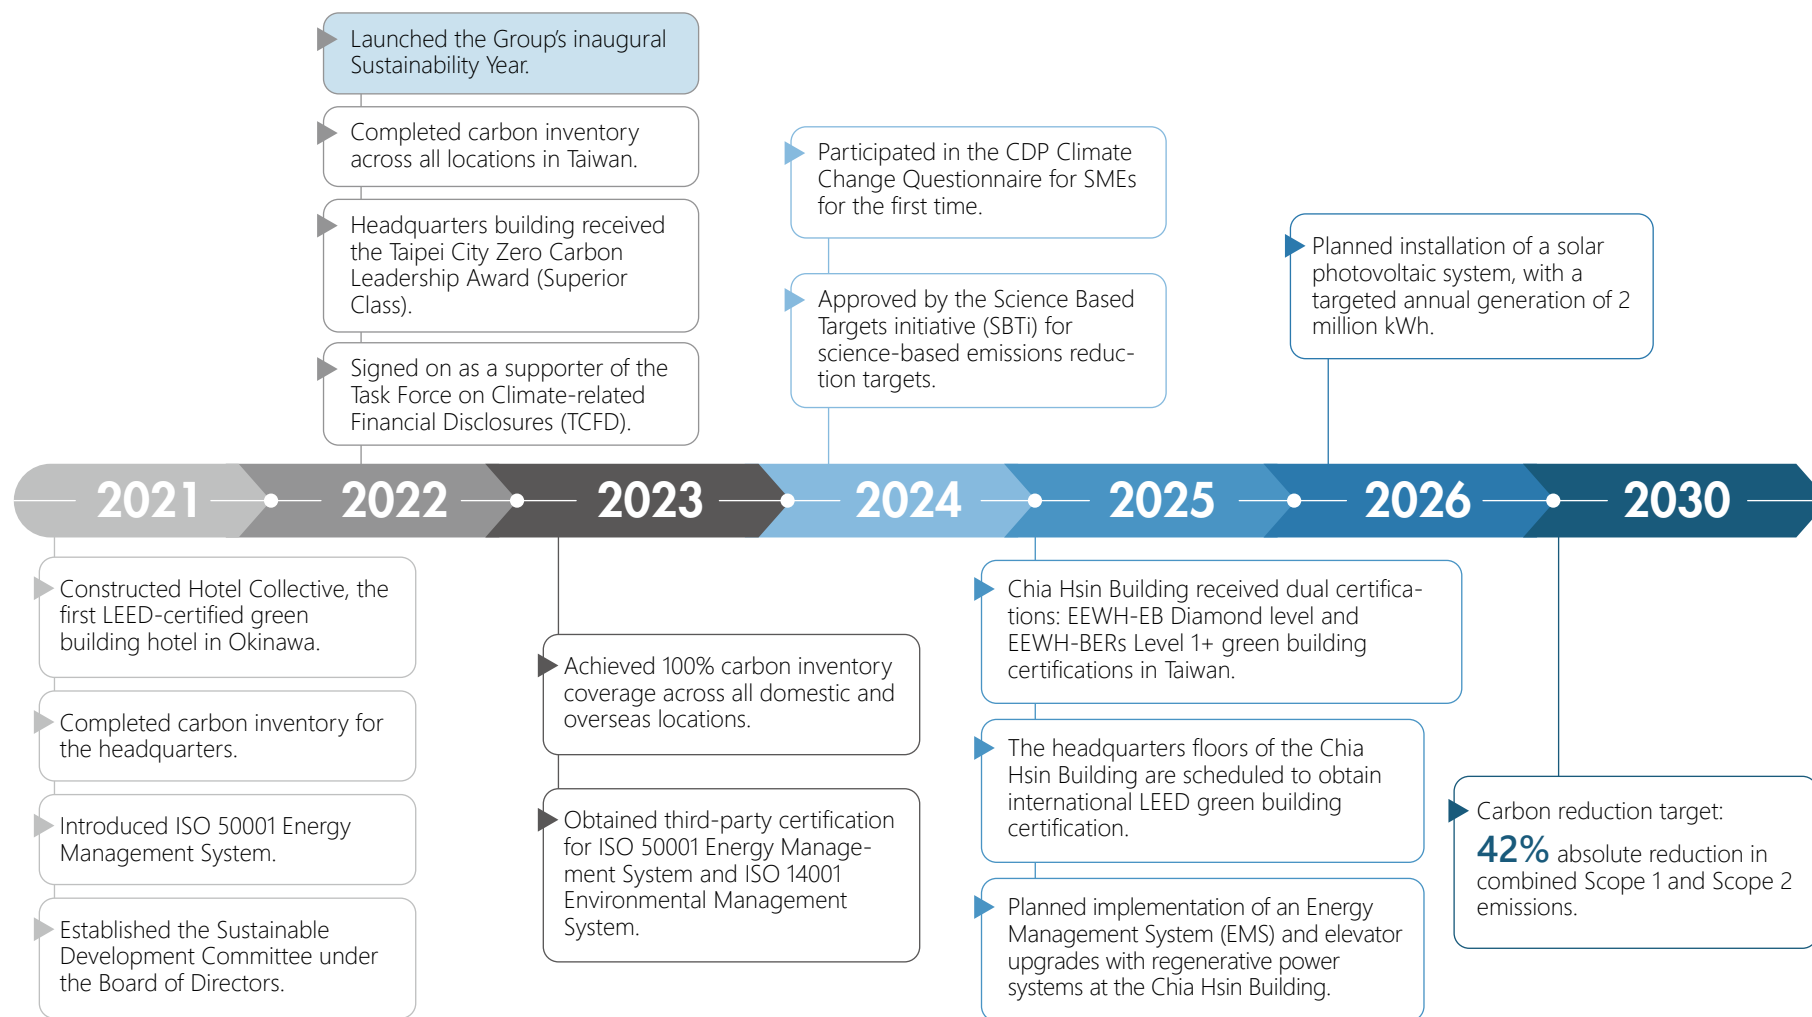 Launched the Group's inaugural
Sustainability Year.
Completed carbon inventory
across all locations in Taiwan.
Headquarters building received
the Taipei City Zero Carbon
Leadership Award (Superior
Class).
Signed on as a supporter of the
Task Force on Climate-related
Financial Disclosures (TCFD).
Participated in the CDP Climate
Change Questionnaire for SMEs
for the first time.
Approved by the Science Based
Targets initiative (SBTi) for
science-based emissions reduc-
tion targets.
Planned installation of a solar
photovoltaic system, with a
targeted annual generation of 2
million kWh.
2021
2022
2023
2024
2025
2026
2030
Constructed Hotel Collective, the
first LEED-certified green
building hotel in Okinawa.
Completed carbon inventory for
the headquarters.
Introduced ISO 50001 Energy
Management System.
Established the Sustainable
Development Committee under
the Board of Directors.
Achieved 100% carbon inventory
coverage across all domestic and
overseas locations.
Obtained third-party certification
for ISO 50001 Energy Manage-
ment System and ISO 14001
Environmental Management
System.
Chia Hsin Building received dual certifica-
tions: EEWH-EB Diamond level and
EEWH-BERs Level 1+ green building
certifications in Taiwan.
The headquarters floors of the Chia
Hsin Building are scheduled to obtain
international LEED green building
certification.
Planned implementation of an Energy
Management System (EMS) and elevator
upgrades with regenerative power
systems at the Chia Hsin Building.
Carbon reduction target:
42% absolute reduction in
combined Scope 1 and Scope 2
emissions.